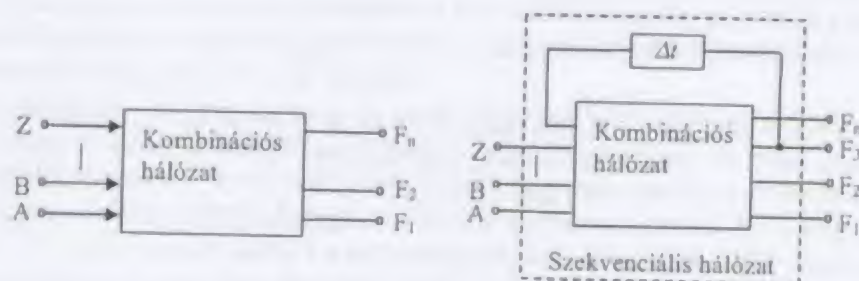 Z
B
A
Kombinációs
hálózat
Fn
F2
F1
Δt
Z
B
A
Kombinációs
hálózat
Fn
F3
F2
F1
Szekvenciális hálózat